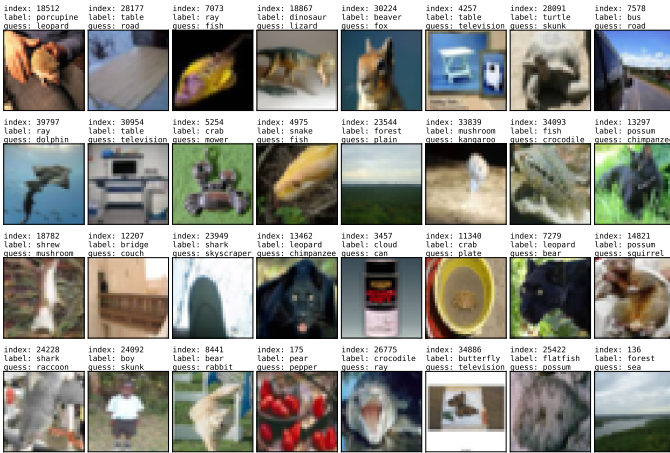 index: 18512
label: porcupine
guess: leopard
index: 28177
label: table
guess: road
index: 7073
label: ray
guess: fish
index: 18867
label: dinosaur
guess: lizard
index: 30224
label: beaver
guess: fox
index: 4257
label: table
guess: television
index: 28091
label: turtle
guess: skunk
index: 7578
label: bus
guess: road
index: 39797
label: ray
guess: dolphin
index: 30954
label: table
guess: television
index: 5254
label: crab
guess: mower
index: 4975
label: snake
guess: fish
index: 23544
label: forest
guess: plain
index: 33839
label: mushroom
guess: kangaroo
index: 34093
label: fish
guess: crocodile
index: 13297
label: possum
guess: chimpanze
index: 18782
label: shrew
guess: mushroom
index: 12207
label: bridge
guess: couch
index: 23949
label: shark
guess: skyscraper
index: 13462
label: leopard
guess: chimpanzee
index: 3457
label: cloud
guess: can
index: 11340
label: crab
guess: plate
index: 7279
label: leopard
guess: bear
index: 14821
label: possum
guess: squirrel
index: 24228
label: shark
guess: raccoon
index: 24092
label: boy
guess: skunk
index: 8441
label: bear
guess: rabbit
index: 175
label: pear
guess: pepper
index: 26775
label: crocodile
guess: ray
index: 34886
label: butterfly
guess: television
index: 25422
label: flatfish
guess: possum
index: 136
label: forest
guess: sea